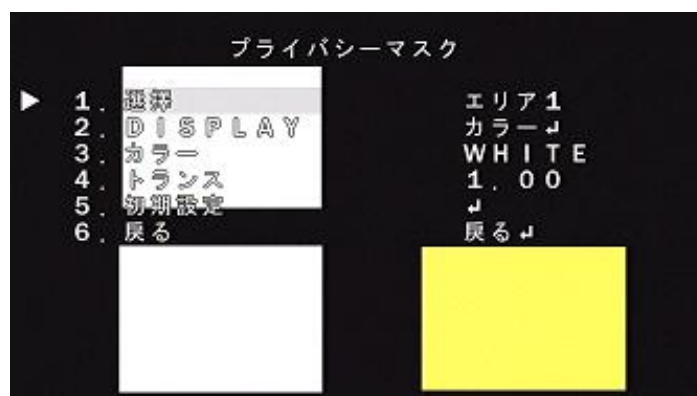 プライバシーマスク
▶ 1. 選択 エリア1
2. DISPLAY カラー↲
3. カラー WHITE
4. トランス 1.00
5. 初期設定 ↲
6. 戻る 戻る↲